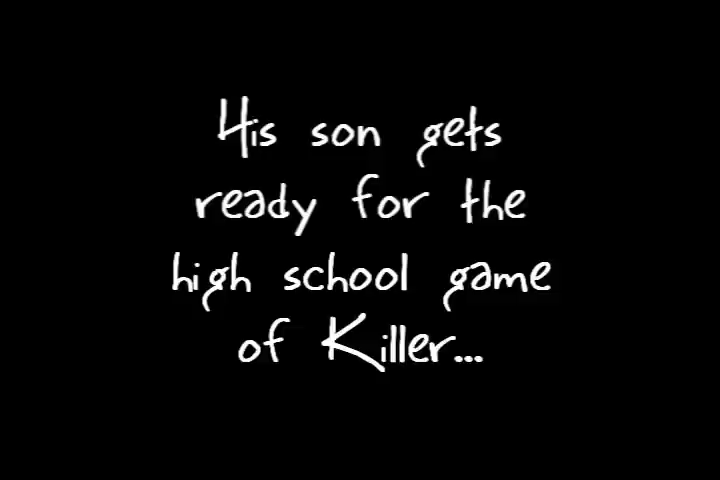 His son gets
ready for the
high school game
of Killer...